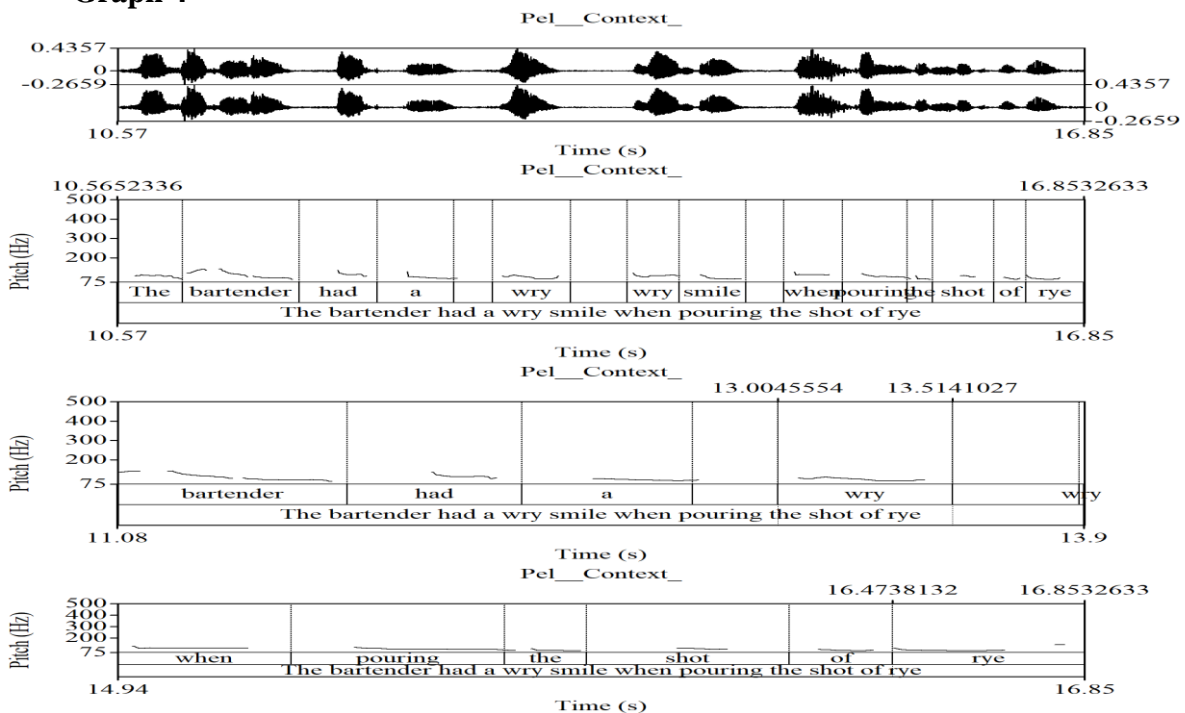 Pel__Context_
0.4357
0
-0.2659
0.4357
0
-0.2659
10.57 16.85
Time (s)
Pel__Context_
10.5652336 16.8532633
Pitch (Hz)
500
400
300
200
75
The bartender had a wry wry smile when pouring the shot of rye
The bartender had a wry smile when pouring the shot of rye
10.57 16.85
Time (s)
Pel__Context_
13.0045554 13.5141027
Pitch (Hz)
500
400
300
200
75
bartender had a wry wry
The bartender had a wry smile when pouring the shot of rye
11.08 13.9
Time (s)
Pel__Context_
16.4738132 16.8532633
Pitch (Hz)
500
400
300
200
75
when pouring the shot of rye
The bartender had a wry smile when pouring the shot of rye
14.94 16.85
Time (s)